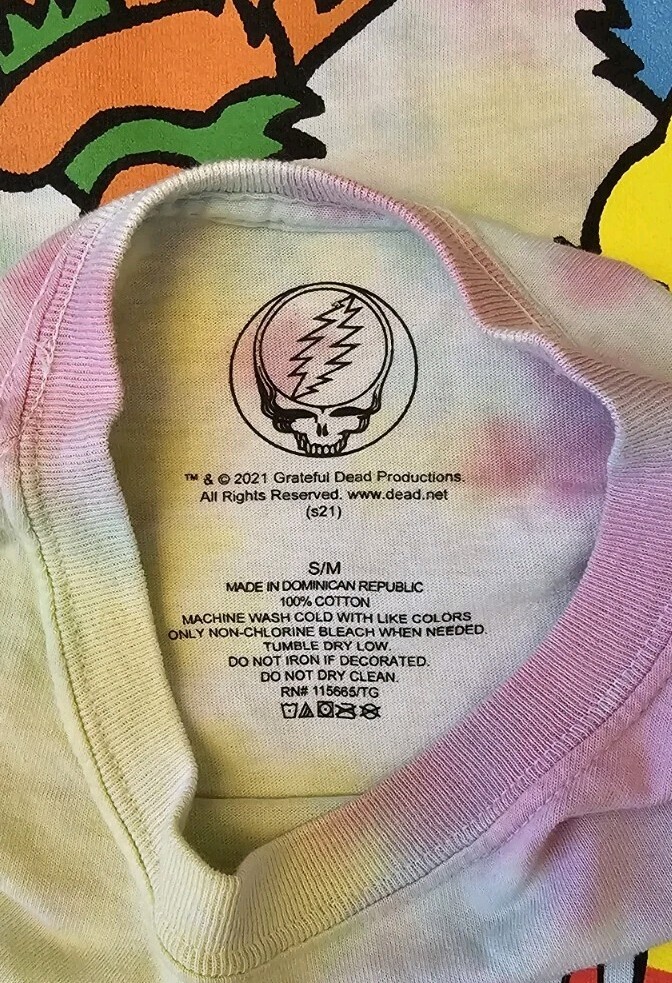 ™ & © 2021 Grateful Dead Productions.
All Rights Reserved. www.dead.net
(s21)
S/M
MADE IN DOMINICAN REPUBLIC
100% COTTON
MACHINE WASH COLD WITH LIKE COLORS
ONLY NON-CHLORINE BLEACH WHEN NEEDED.
TUMBLE DRY LOW.
DO NOT IRON IF DECORATED.
DO NOT DRY CLEAN.
RN# 115665/TG